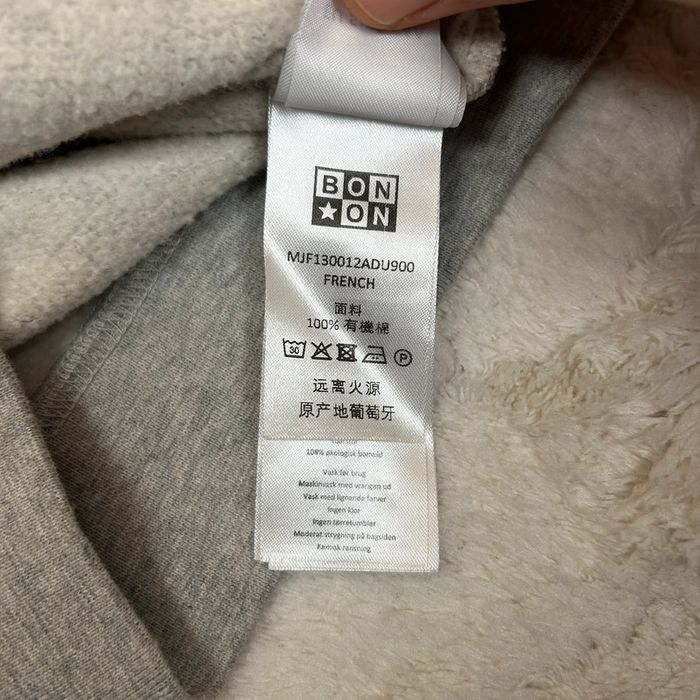 BON
★ON
MJF130012ADU900
FRENCH
面料
100% 有機棉
30 P
远离火源
原产地葡萄牙
100% økologisk bomuld
Vask før brug
Maskinvask med vrangen ud
Vask med lignende farver
Ingen klor
Ingen tørretumbler
Moderat strygning på bagsiden
Kemisk rensning